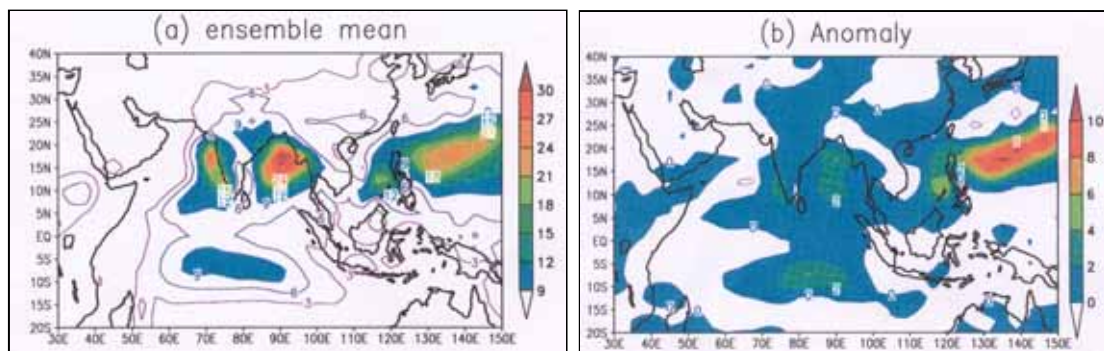 (a) ensemble mean
40N
35N
30N
25N
20N
15N
10N
5N
EQ
5S
10S
15S
20S
30E 40E 50E 60E 70E 80E 90E 100E 110E 120E 130E 140E 150E
30
27
24
21
18
15
12
9
(b) Anomaly
40N
35N
30N
25N
20N
15N
10N
5N
EQ
5S
10S
15S
20S
30E 40E 50E 60E 70E 80E 90E 100E 110E 120E 130E 140E 150E
10
8
6
4
2
0